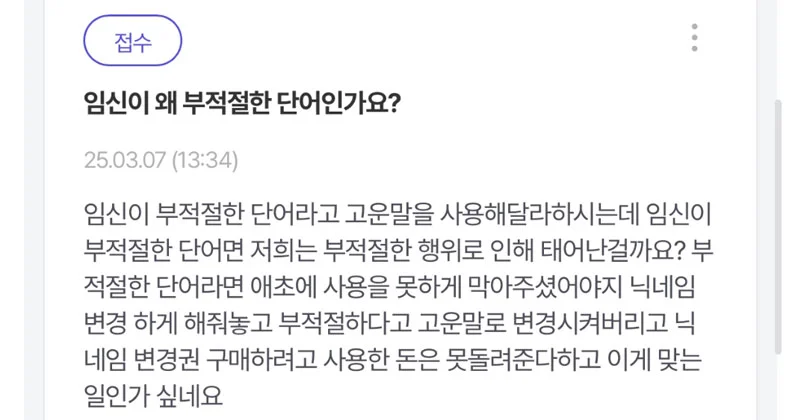 접수
임신이 왜 부적절한 단어인가요?
25.03.07 (13:34)
임신이 부적절한 단어라고 고운말을 사용해달라하시는데 임신이
부적절한 단어면 저희는 부적절한 행위로 인해 태어난걸까요? 부
적절한 단어라면 애초에 사용을 못하게 막아주셨어야지 닉네임
변경 하게 해줘놓고 부적절하다고 고운말로 변경시켜버리고 닉
네임 변경권 구매하려고 사용한 돈은 못돌려준다하고 이게 맞는
일인가 싶네요